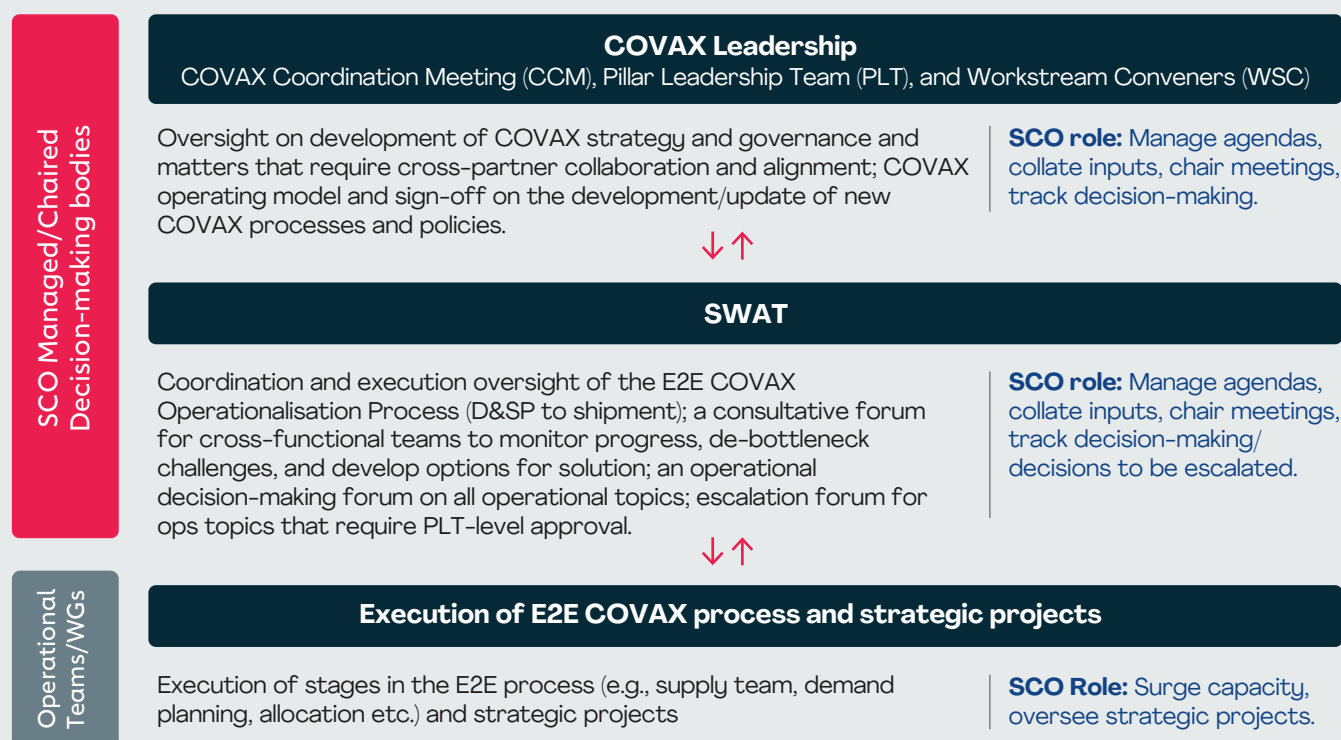 SCO Managed/Chaired
Decision-making bodies
COVAX Leadership
COVAX Coordination Meeting (CCM), Pillar Leadership Team (PLT), and Workstream Conveners (WSC)
Oversight on development of COVAX strategy and governance and
matters that require cross-partner collaboration and alignment; COVAX
operating model and sign-off on the development/update of new
COVAX processes and policies.
SCO role: Manage agendas,
collate inputs, chair meetings,
track decision-making.
SWAT
Coordination and execution oversight of the E2E COVAX
Operationalisation Process (D&SP to shipment); a consultative forum
for cross-functional teams to monitor progress, de-bottleneck
challenges, and develop options for solution; an operational
decision-making forum on all operational topics; escalation forum for
ops topics that require PLT-level approval.
SCO role: Manage agendas,
collate inputs, chair meetings,
track decision-making/
decisions to be escalated.
Operational
Teams/WGs
Execution of E2E COVAX process and strategic projects
Execution of stages in the E2E process (e.g., supply team, demand
planning, allocation etc.) and strategic projects
SCO Role: Surge capacity,
oversee strategic projects.